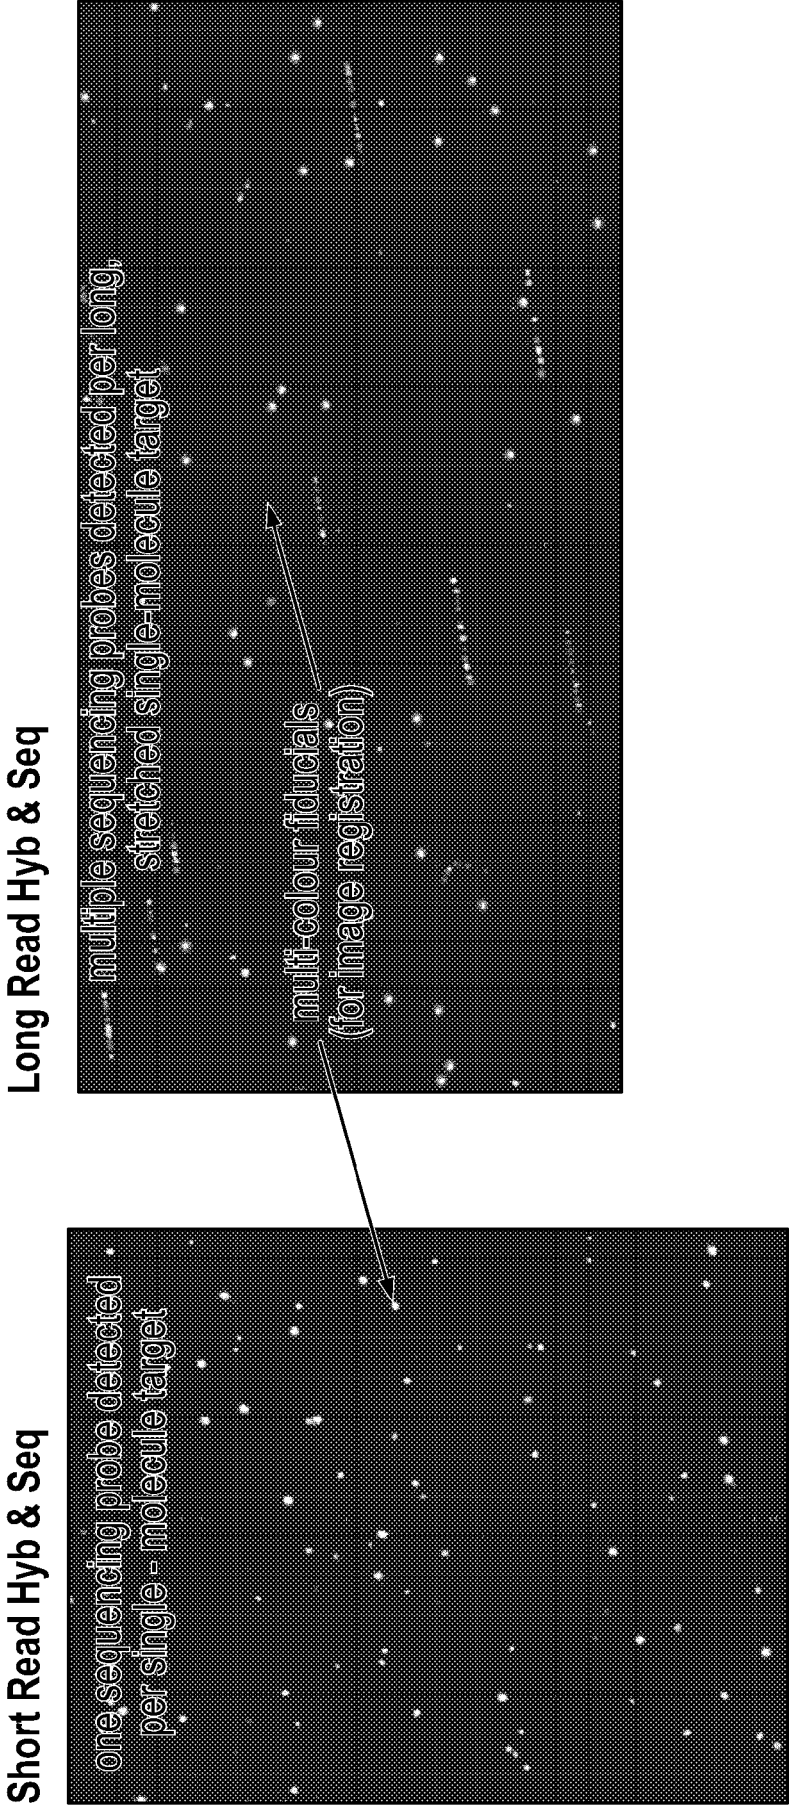 Short Read Hyb & Seq
one sequencing probe detected
per single - molecule target
Long Read Hyb & Seq
multiple sequencing probes detected per long,
stretched single-molecule target
multi-colour fiducials
(for image registration)